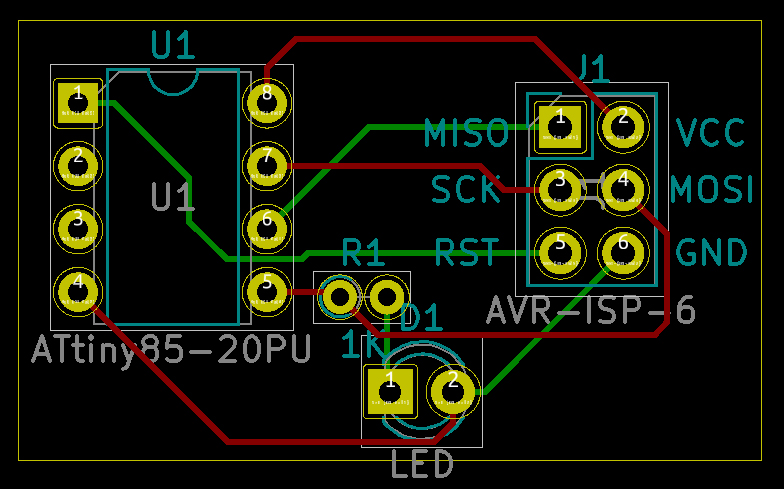 U1
J1
1
8
1
2
MISO
VCC
2
7
U1
SCK
3
4
MOSI
3
6
R1
RST
5
6
GND
4
5
D1
AVR-ISP-6
ATtiny85-20PU
1k
1
2
LED